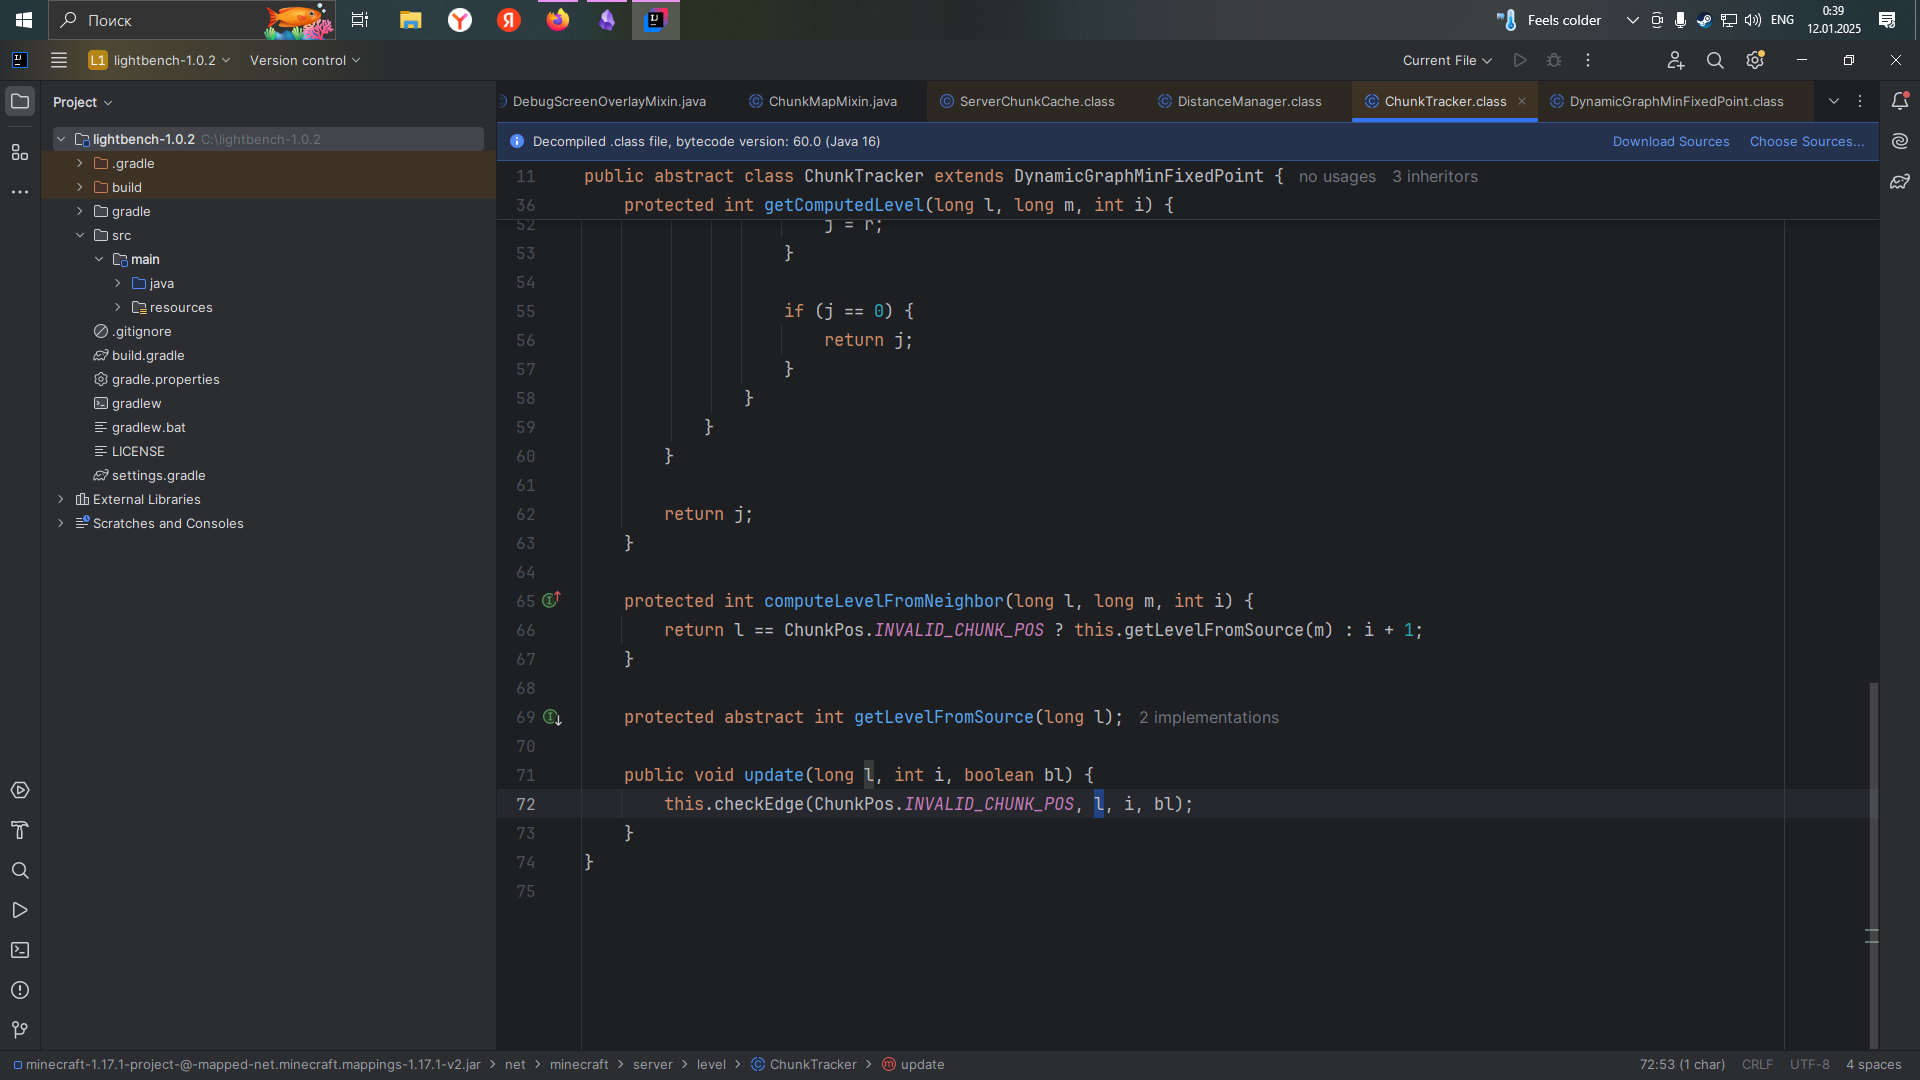 Поиск
Feels colder
ENG
0:39
12.01.2025
L1
lightbench-1.0.2
Version control
Current File
Project
DebugScreenOverlayMixin.java
ChunkMapMixin.java
ServerChunkCache.class
DistanceManager.class
ChunkTracker.class
DynamicGraphMinFixedPoint.class
Decompiled .class file, bytecode version: 60.0 (Java 16)
Download Sources
Choose Sources...
lightbench-1.0.2 C:\lightbench-1.0.2
.gradle
build
gradle
src
main
java
resources
.gitignore
build.gradle
gradle.properties
gradlew
gradlew.bat
LICENSE
settings.gradle
External Libraries
Scratches and Consoles
11 public abstract class ChunkTracker extends DynamicGraphMinFixedPoint { no usages 3 inheritors
36 protected int getComputedLevel(long l, long m, int i) {
52 j = r;
53 }
54
55 if (j == 0) {
56 return j;
57 }
58 }
59 }
60 }
61
62 return j;
63 }
64
65 protected int computeLevelFromNeighbor(long l, long m, int i) {
66 return l == ChunkPos.INVALID_CHUNK_POS ? this.getLevelFromSource(m) : i + 1;
67 }
68
69 protected abstract int getLevelFromSource(long l); 2 implementations
70
71 public void update(long l, int i, boolean bl) {
72 this.checkEdge(ChunkPos.INVALID_CHUNK_POS, l, i, bl);
73 }
74 }
75
minecraft-1.17.1-project-@-mapped-net.minecraft.mappings-1.17.1-v2.jar > net > minecraft > server > level > ChunkTracker > update
72:53 (1 char)
CRLF
UTF-8
4 spaces